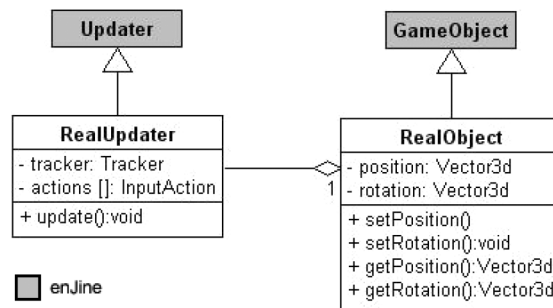 Updater
GameObject
RealUpdater
- tracker: Tracker
- actions []: InputAction
+ update():void
1
RealObject
- position: Vector3d
- rotation: Vector3d
+ setPosition()
+ setRotation():void
+ getPosition():Vector3d
+ getRotation():Vector3d
enJine